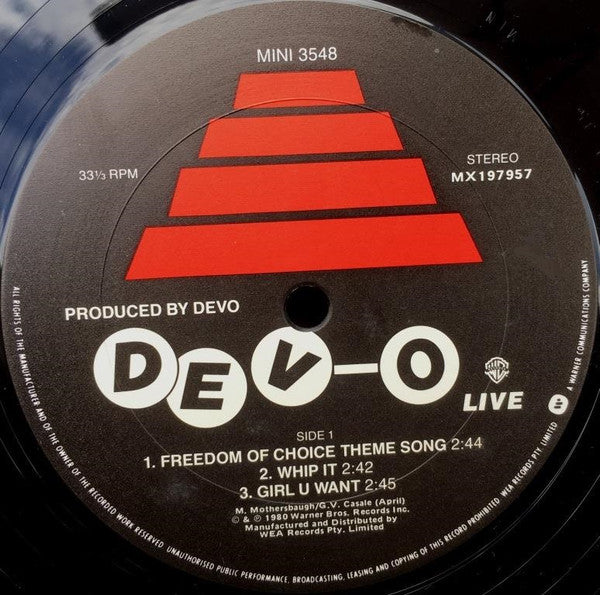 MINI 3548
33⅓ RPM
STEREO
MX197957
PRODUCED BY DEVO
DEV-O
LIVE
SIDE 1
1. FREEDOM OF CHOICE THEME SONG 2:44
2. WHIP IT 2:42
3. GIRL U WANT 2:45
M. Mothersbaugh/G.V. Casale (April)
© & ℗ 1980 Warner Bros. Records Inc.
Manufactured and Distributed by
WEA Records Pty. Limited
ALL RIGHTS OF THE MANUFACTURER AND OF THE OWNER OF THE RECORDED WORK RESERVED. UNAUTHORISED PUBLIC PERFORMANCE, BROADCASTING, LEASING AND COPYING OF THIS RECORD PROHIBITED. WEA RECORDS PTY. LIMITED
A WARNER COMMUNICATIONS COMPANY